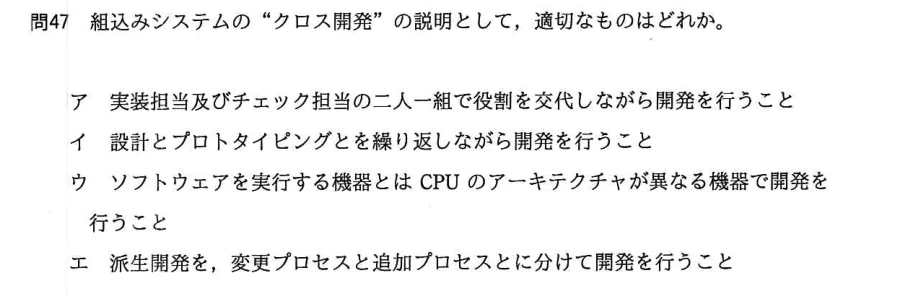 問47 組込みシステムの“クロス開発”の説明として，適切なものはどれか。
ア 実装担当及びチェック担当の二人一組で役割を交代しながら開発を行うこと
イ 設計とプロトタイピングとを繰り返しながら開発を行うこと
ウ ソフトウェアを実行する機器とは CPU のアーキテクチャが異なる機器で開発を
行うこと
エ 派生開発を，変更プロセスと追加プロセスとに分けて開発を行うこと